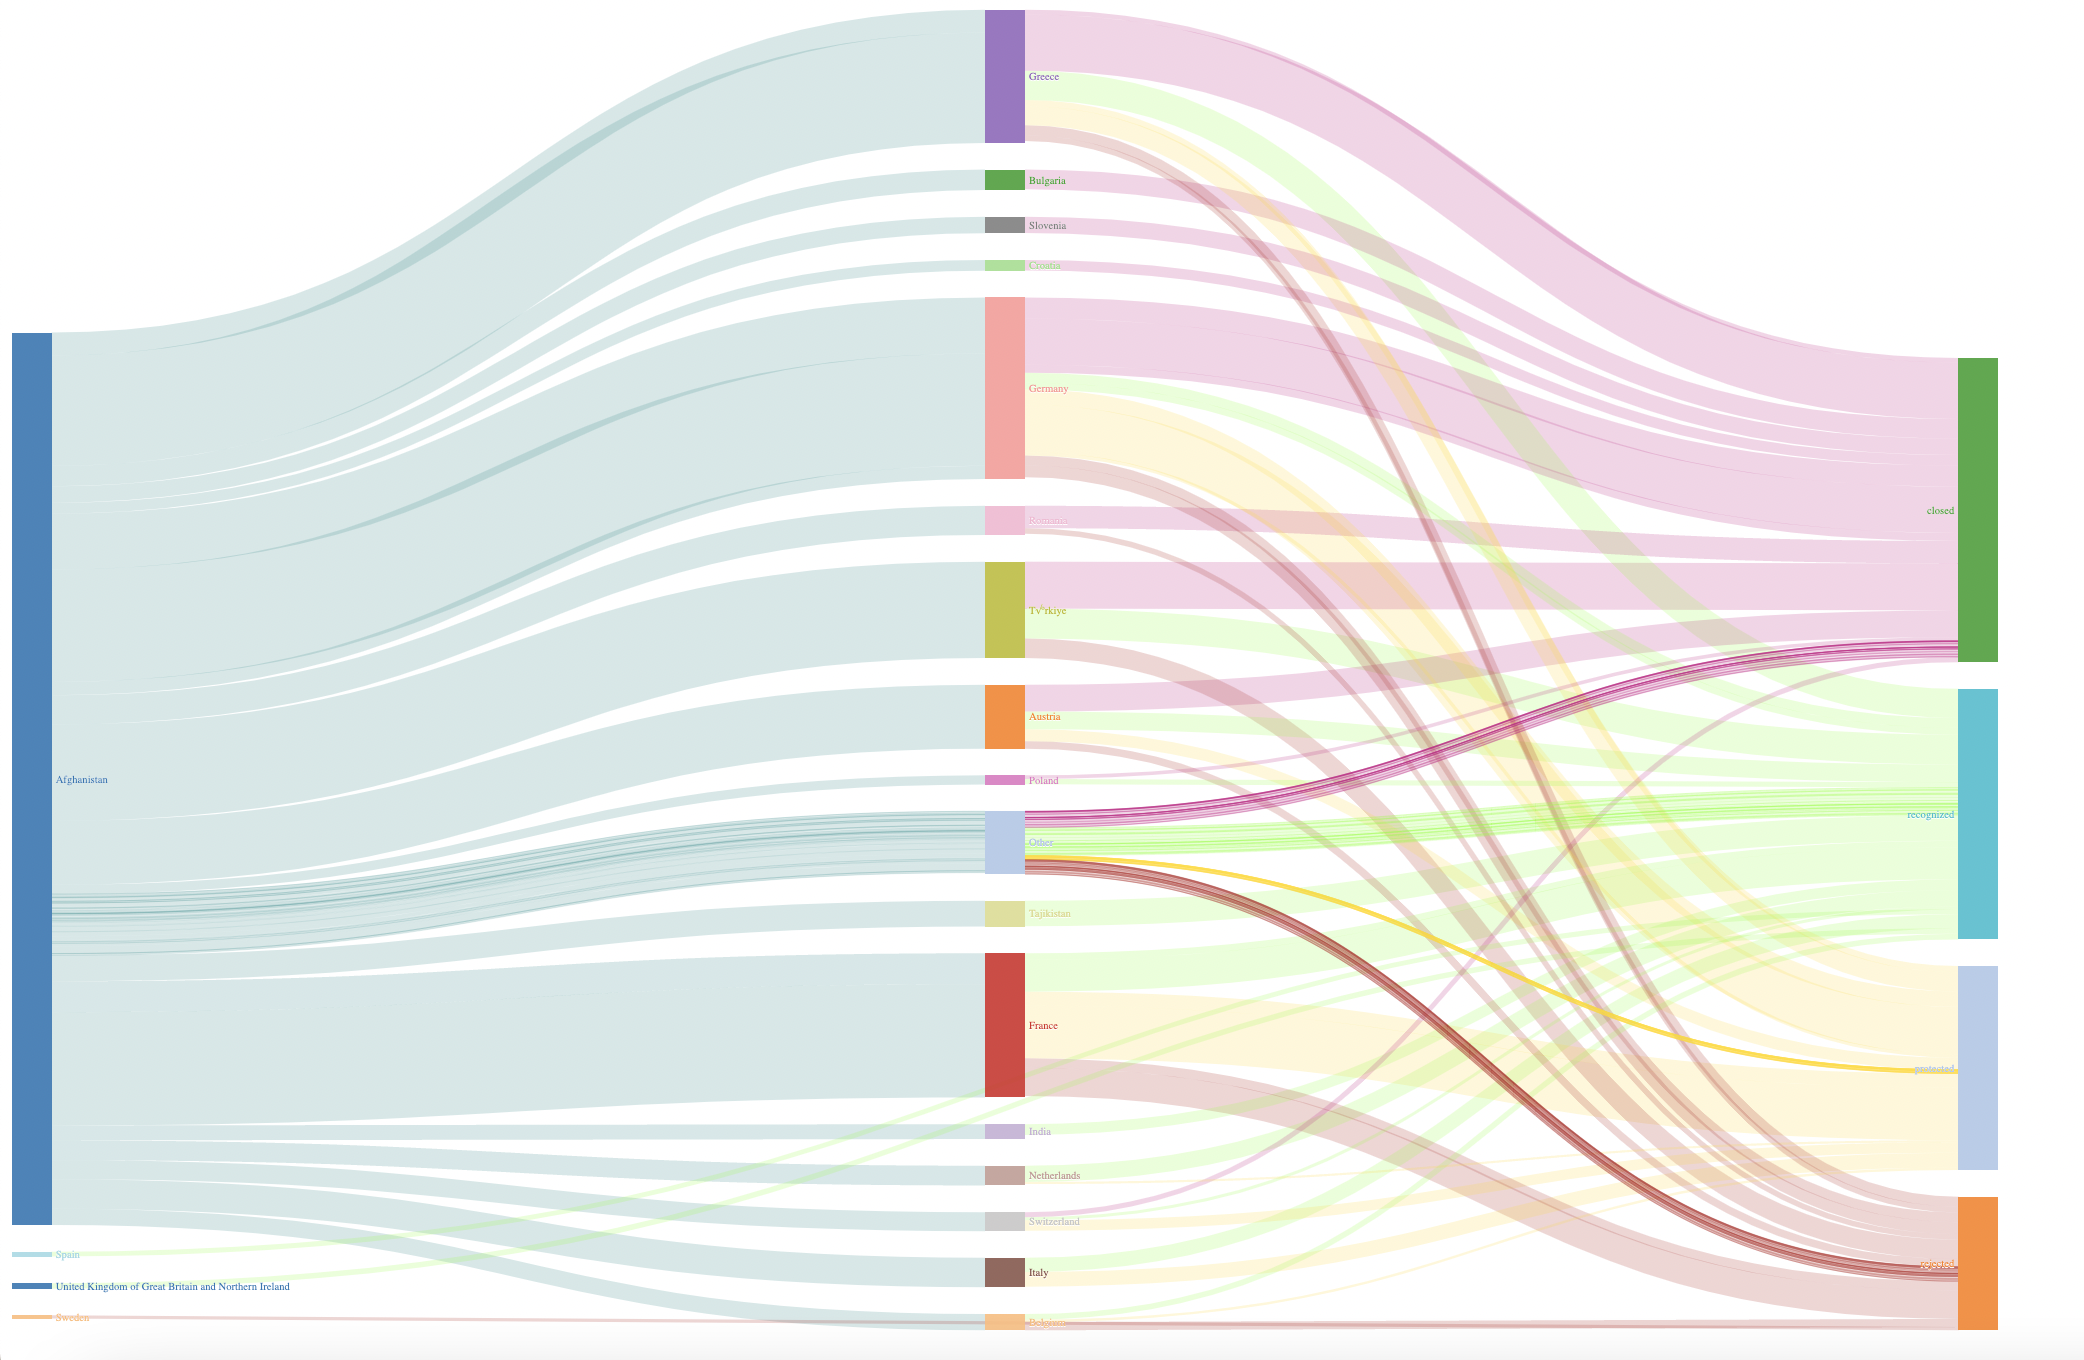 Greece
Bulgaria
Slovenia
Croatia
Germany
closed
Romania
Tv°rkiye
Austria
Afghanistan
Poland
recognized
Other
Tajikistan
France
protected
India
Netherlands
Switzerland
Spain
rejected
Italy
United Kingdom of Great Britain and Northern Ireland
Sweden
Belgium